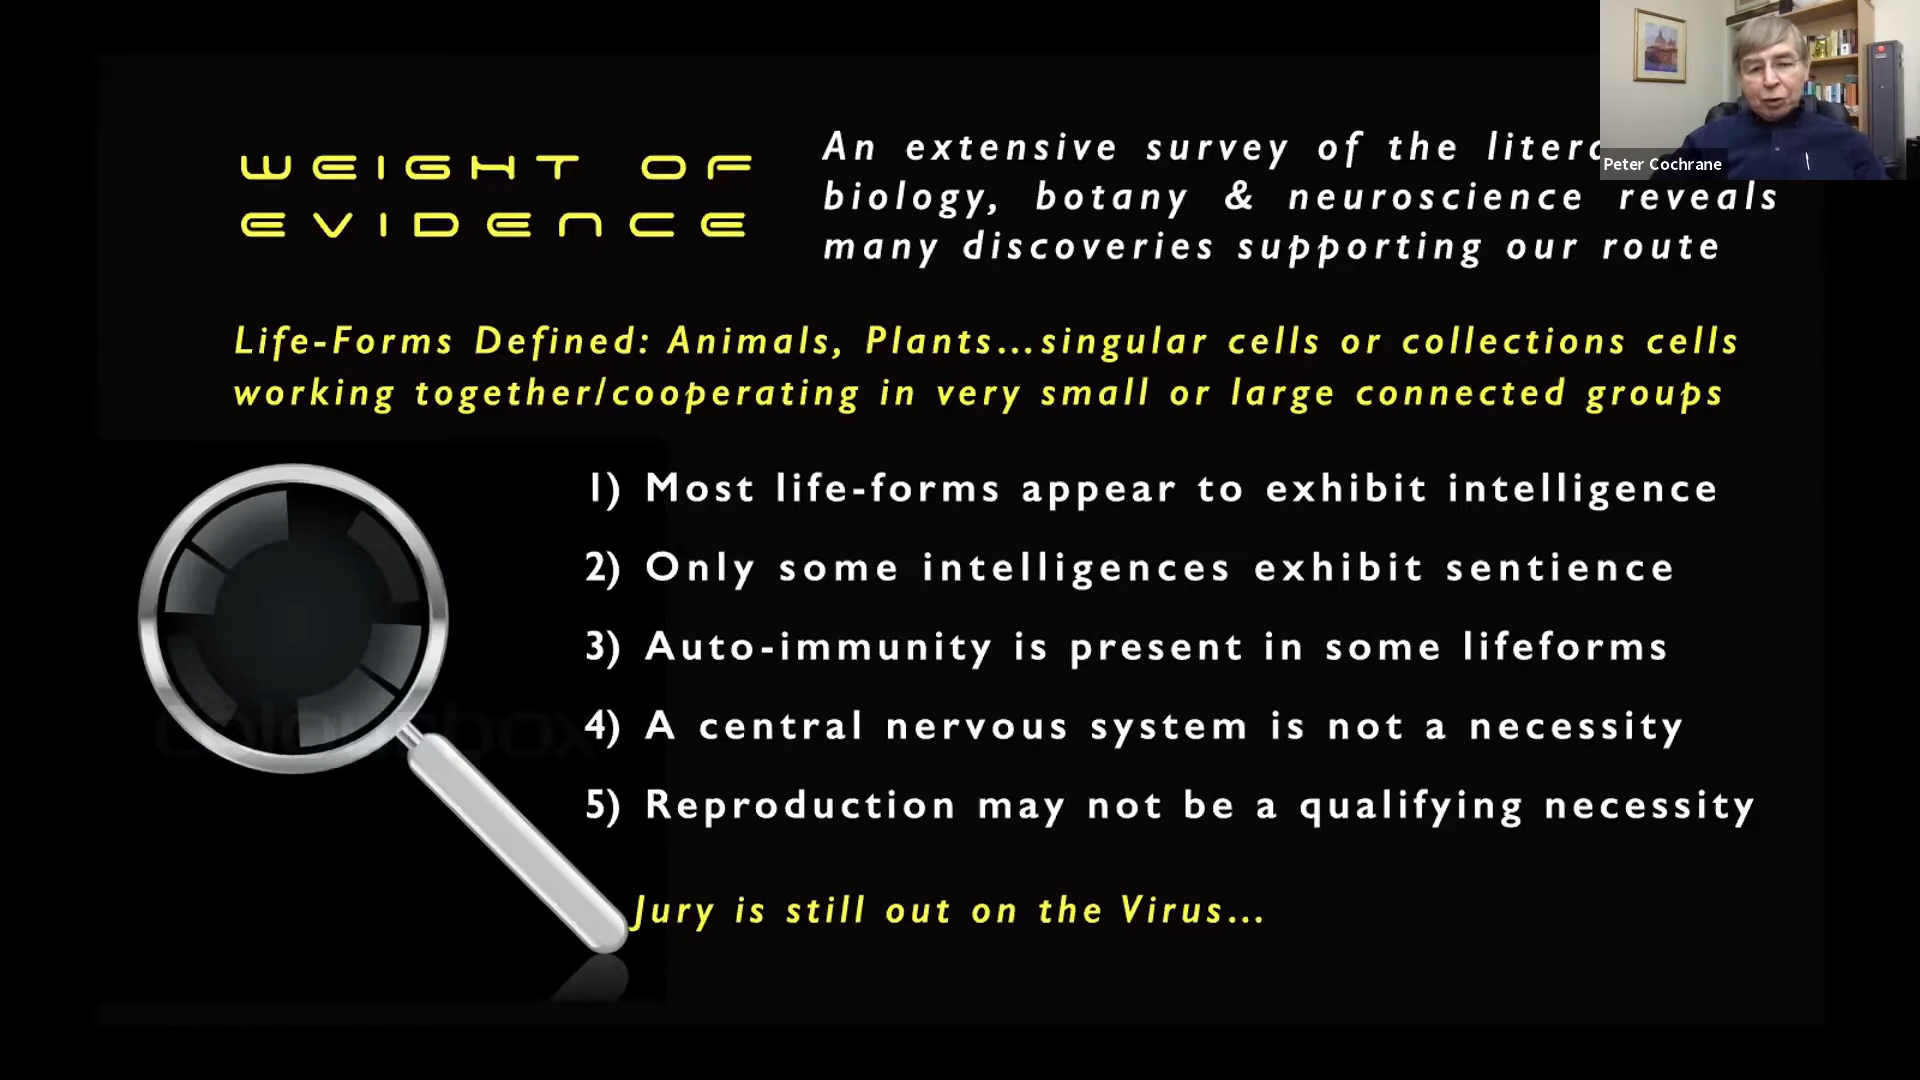 WEIGHT OF
EVIDENCE
An extensive survey of the
biology, botany & neuroscience reveals
many discoveries supporting our route
Peter Cochrane
Life-Forms Defined: Animals, Plants...singular cells or collections cells
working together/cooperating in very small or large connected groups
1) Most life-forms appear to exhibit intelligence
2) Only some intelligences exhibit sentience
3) Auto-immunity is present in some lifeforms
4) A central nervous system is not a necessity
5) Reproduction may not be a qualifying necessity
Jury is still out on the Virus...